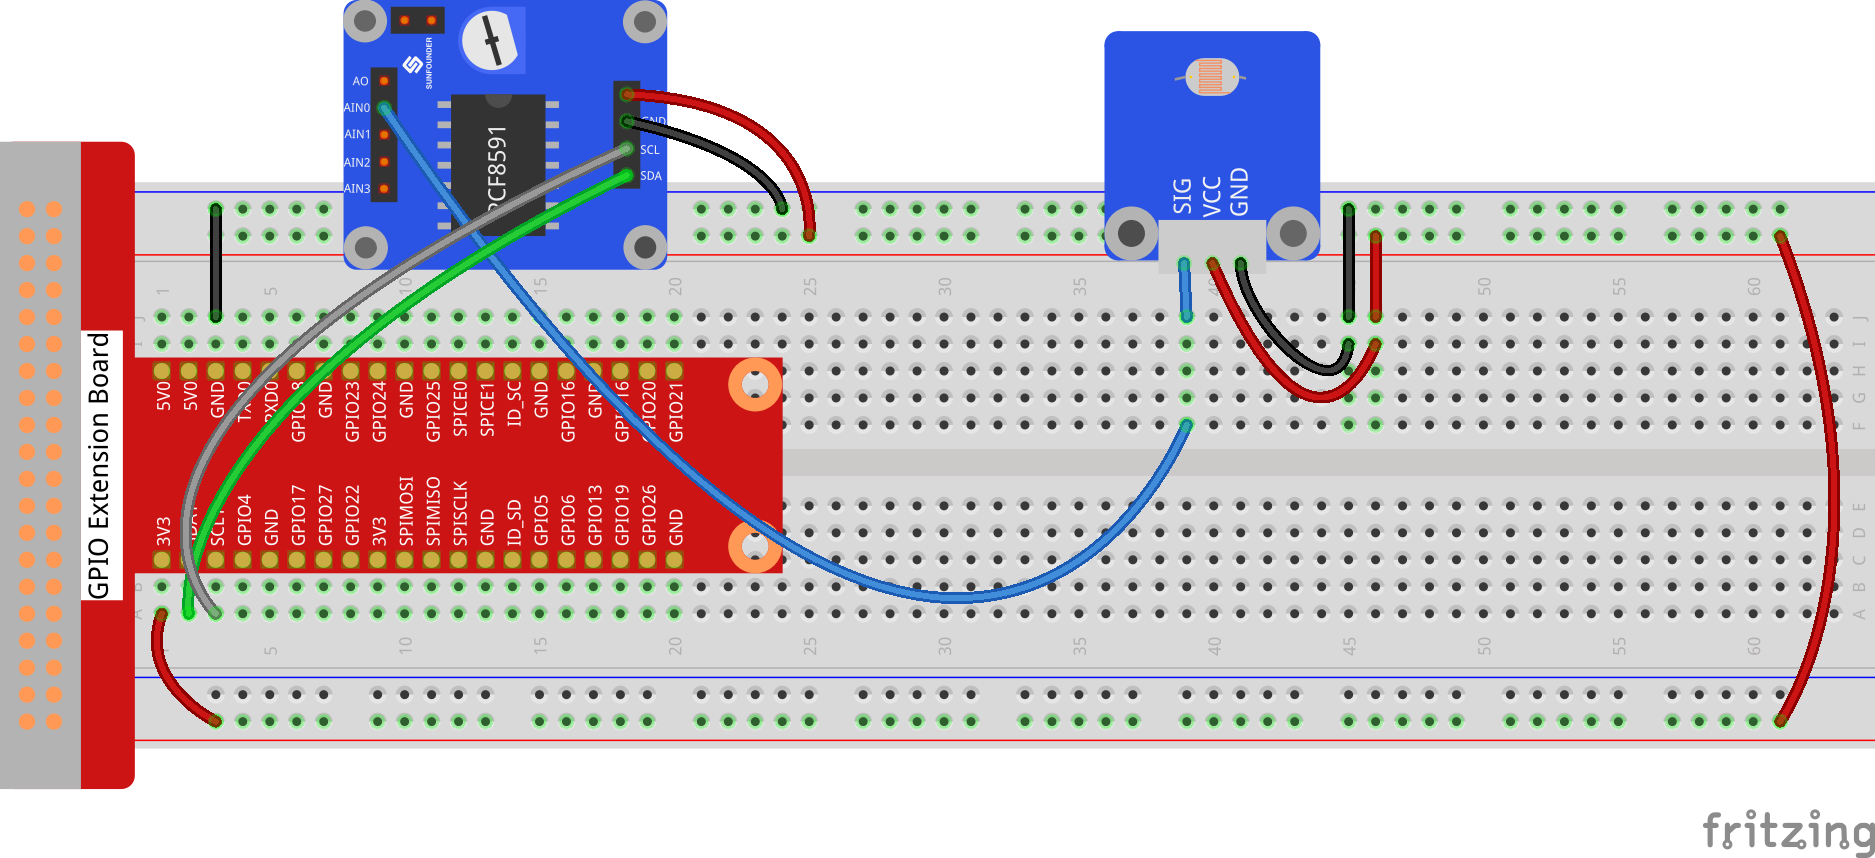 SUNFOUNDER
AO
AIN0
AIN1
AIN2
AIN3
PCF8591
GND
SCL
SDA
SIG
VCC
GND
1 5 10 15 20 25 30 35 40 45 50 55 60
J J
I I
H
G
F
GPIO Extension Board
5V0 5V0 GND TXD0 RXD0 GPIO18 GND GPIO23 GPIO24 GND GPIO25 SPICE0 SPICE1 ID_SC GND GPIO16 GND GPIO16 GPIO20 GPIO21
3V3 SDA1 SCL1 GPIO4 GND GPIO17 GPIO27 GPIO22 3V3 SPIMOSI SPIMISO SPISCLK GND ID_SD GPIO5 GPIO6 GPIO13 GPIO19 GPIO26 GND
E
D
C
B B
A A
1 5 10 15 20 25 30 35 40 45 50 55 60
fritzing